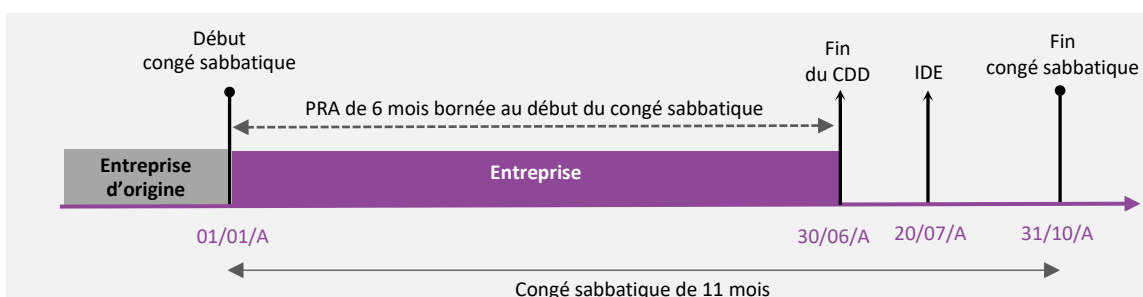 Début
congé sabbatique
Fin
du CDD
IDE
Fin
congé sabbatique
PRA de 6 mois bornée au début du congé sabbatique
Entreprise
d’origine
Entreprise
01/01/A
30/06/A
20/07/A
31/10/A
Congé sabbatique de 11 mois